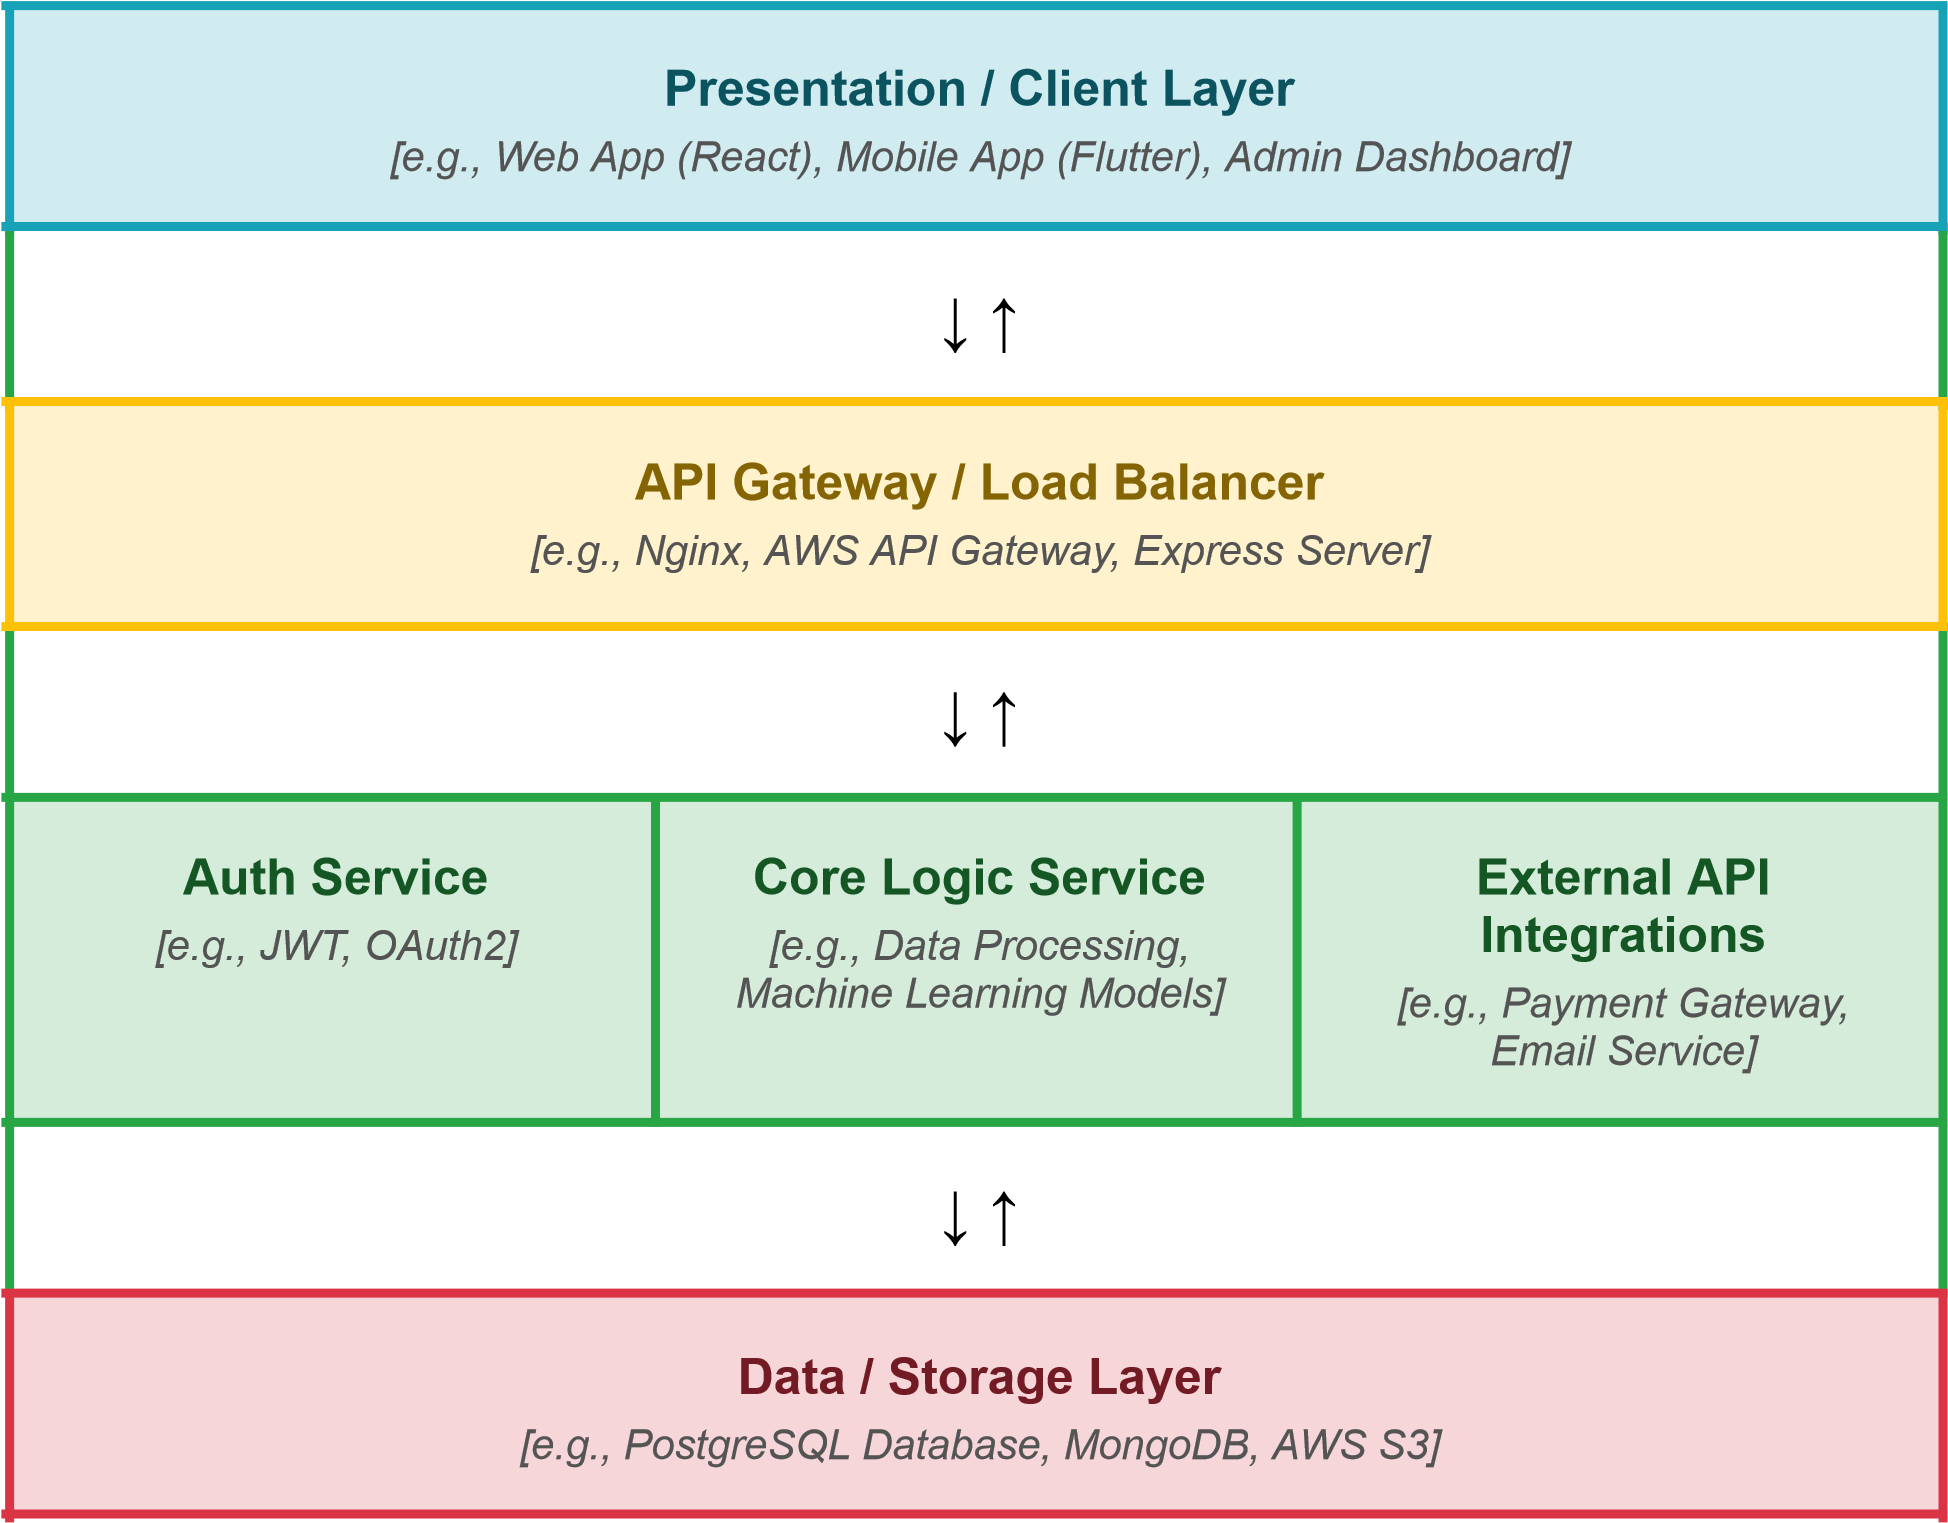 Presentation / Client Layer
[e.g., Web App (React), Mobile App (Flutter), Admin Dashboard]
↓↑
API Gateway / Load Balancer
[e.g., Nginx, AWS API Gateway, Express Server]
↓↑
Auth Service
[e.g., JWT, OAuth2]
Core Logic Service
[e.g., Data Processing,
Machine Learning Models]
External API
Integrations
[e.g., Payment Gateway,
Email Service]
↓↑
Data / Storage Layer
[e.g., PostgreSQL Database, MongoDB, AWS S3]